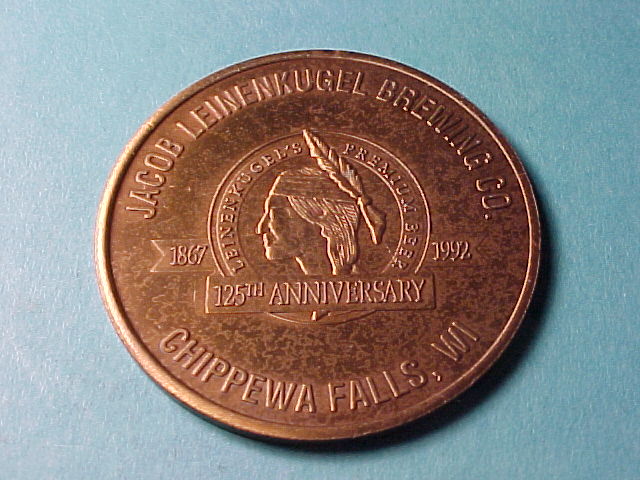 JACOB LEINENKUGEL BREWING CO.
LEINENKUGEL'S PREMIUM BEER
1867 1992
125TH ANNIVERSARY
CHIPPEWA FALLS, WI